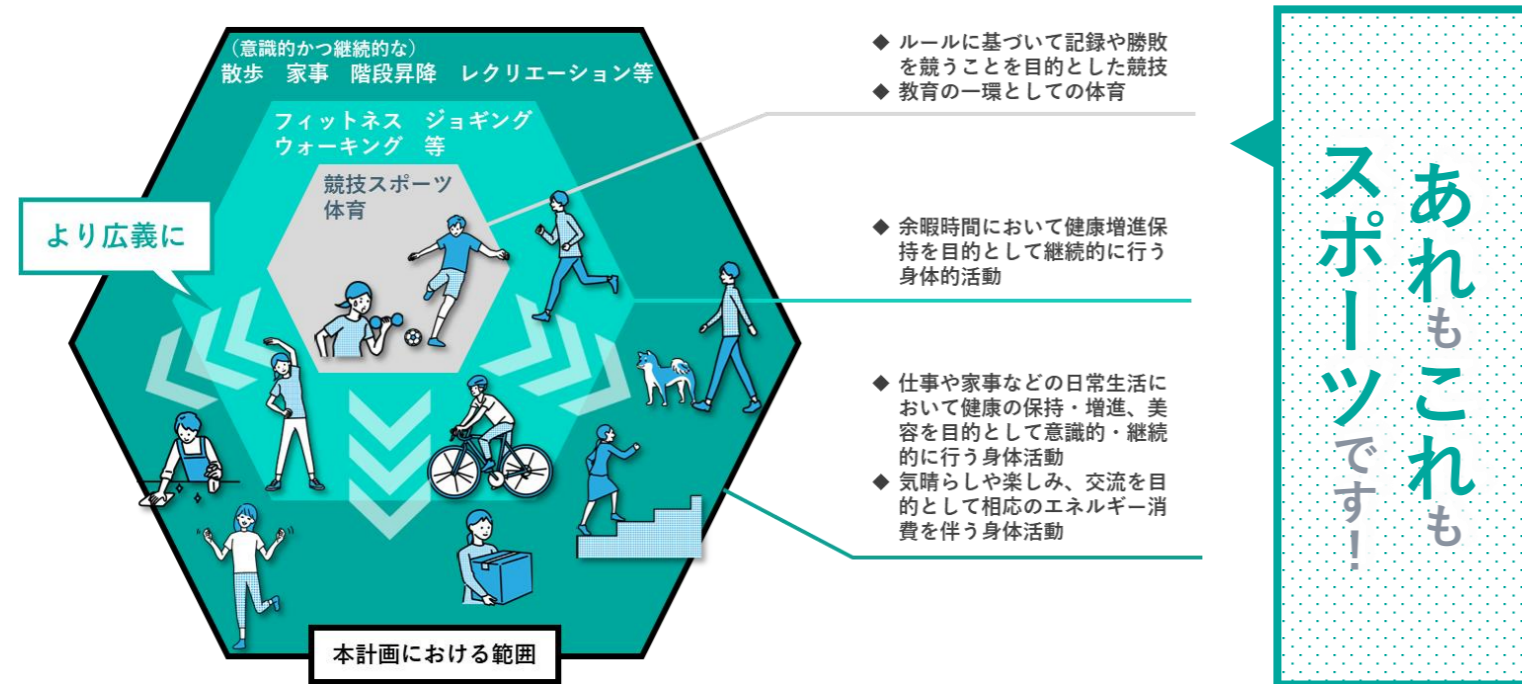 （意識的かつ継続的な）
散歩　家事　階段昇降　レクリエーション等
フィットネス　ジョギング
ウォーキング　等
競技スポーツ
体育
より広義に
本計画における範囲
◆ ルールに基づいて記録や勝敗
を競うことを目的とした競技
◆ 教育の一環としての体育
◆ 余暇時間において健康増進保
持を目的として継続的に行う
身体的活動
◆ 仕事や家事などの日常生活に
おいて健康の保持・増進、美
容を目的として意識的・継続
的に行う身体活動
◆ 気晴らしや楽しみ、交流を目
的として相応のエネルギー消
費を伴う身体活動
あれもこれも
スポーツです！